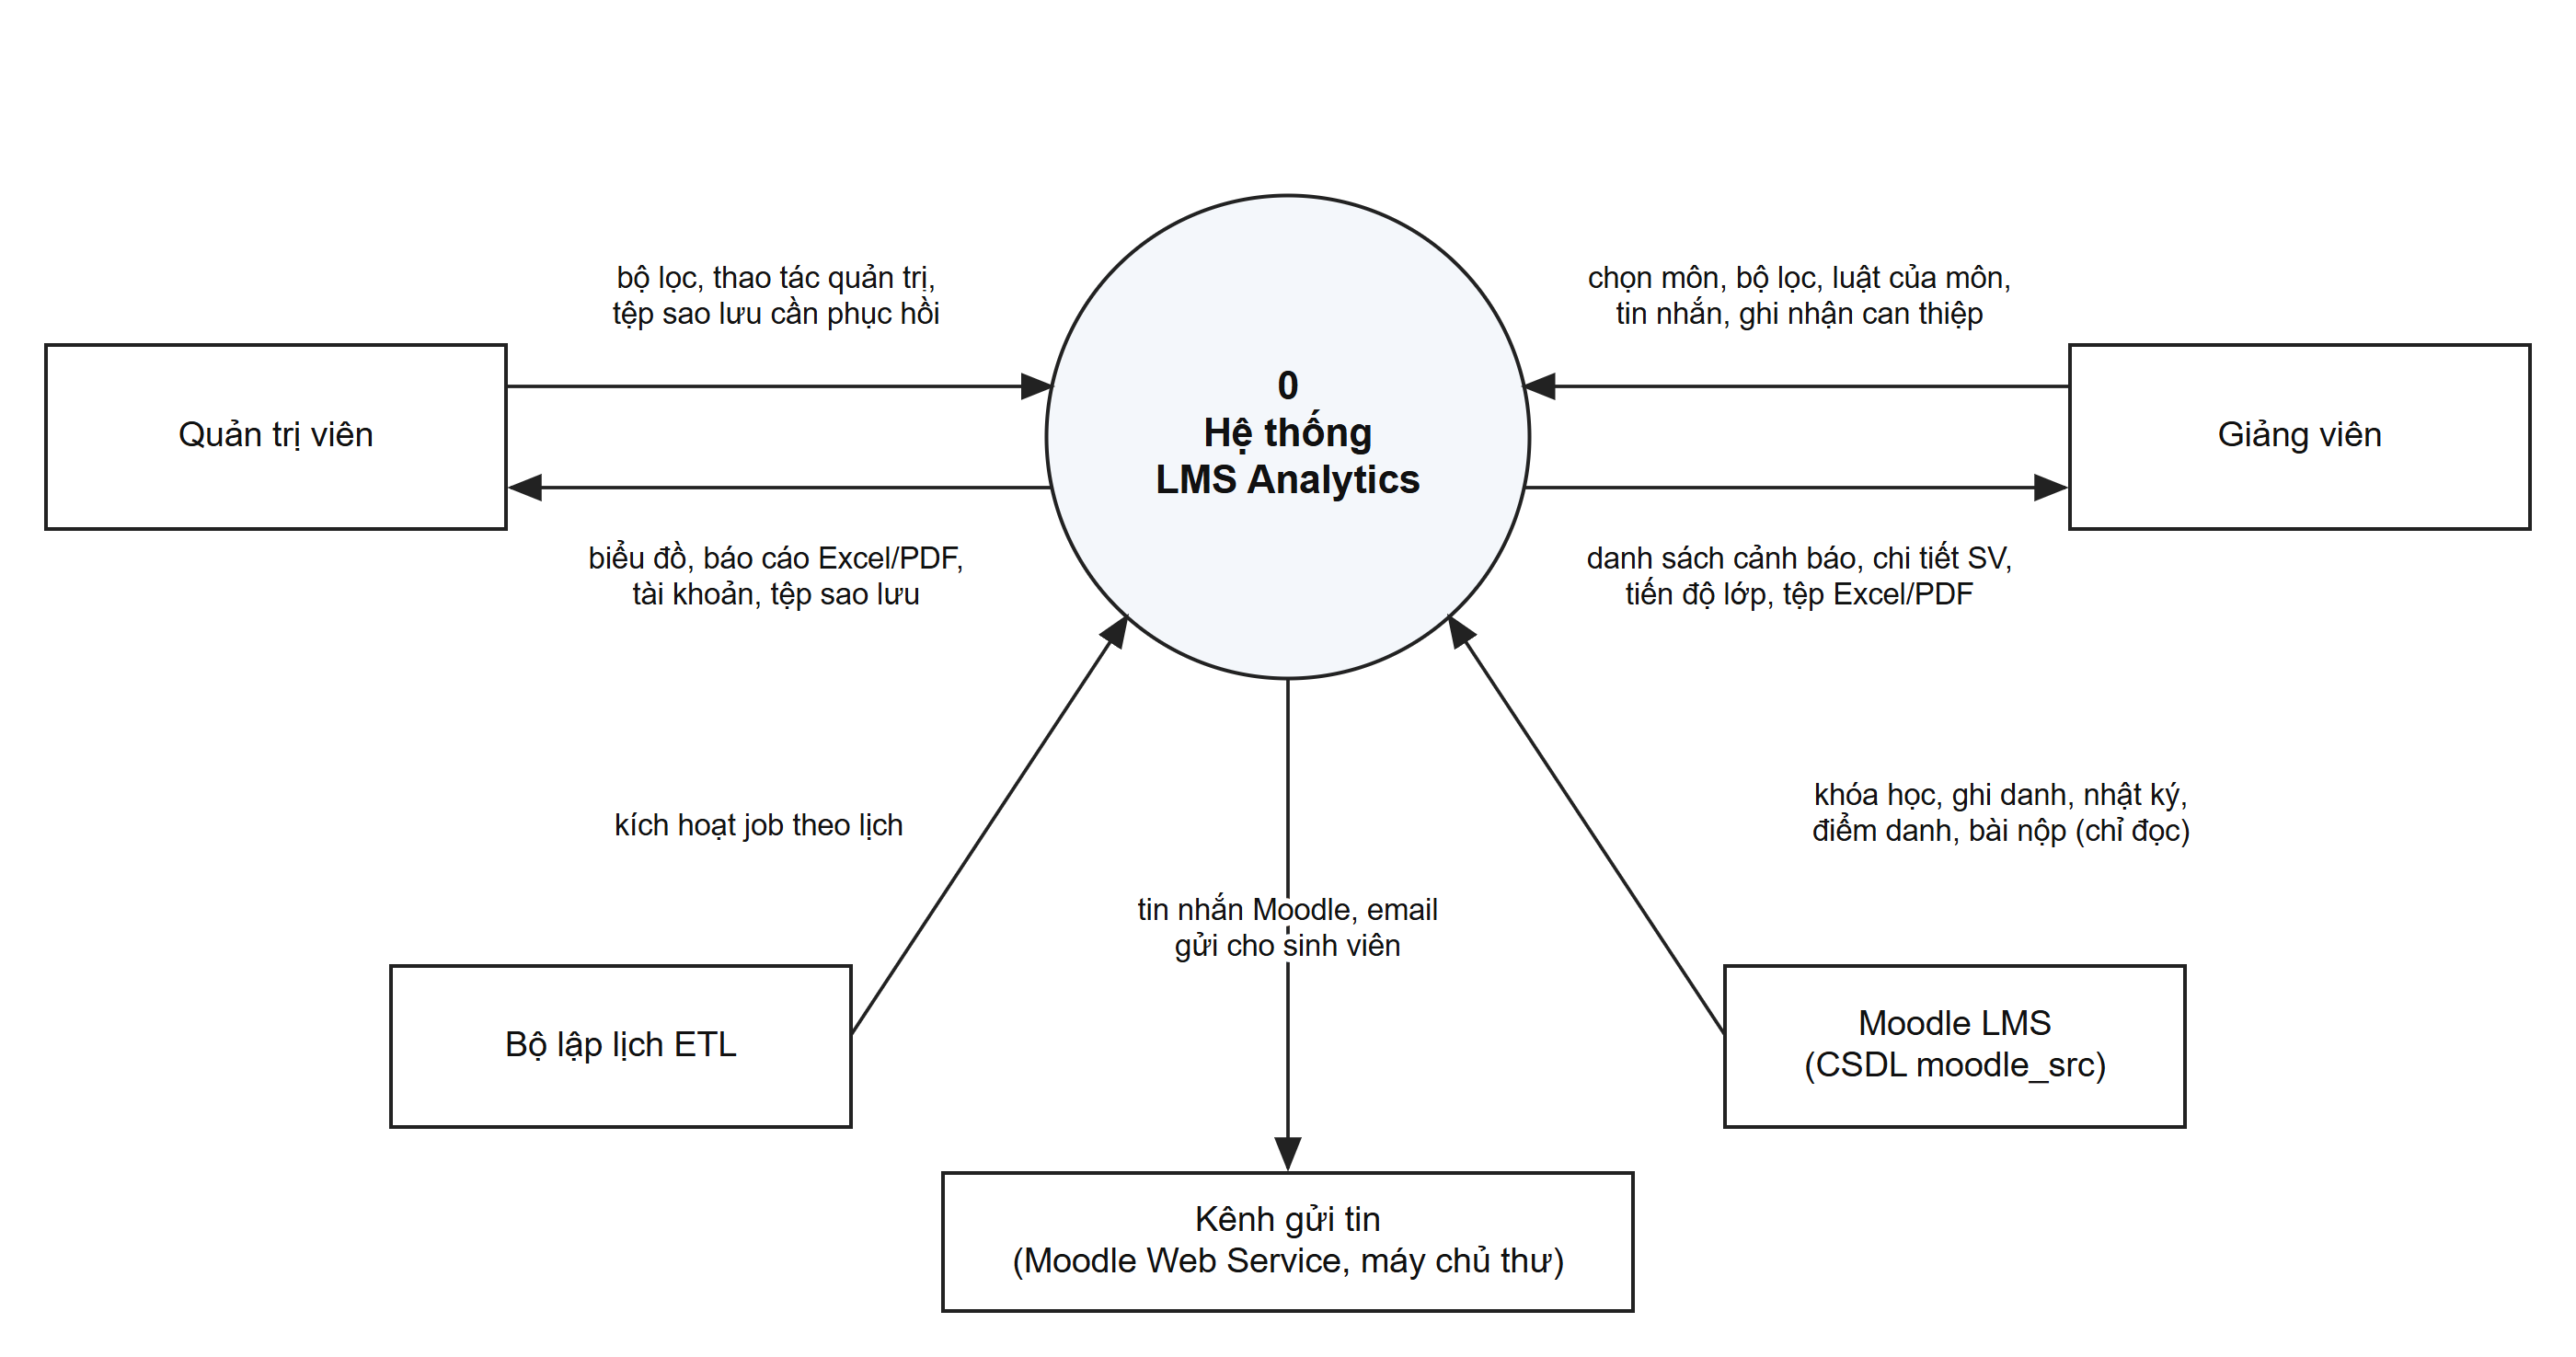 bộ lọc, thao tác quản trị,
tệp sao lưu cần phục hồi
chọn môn, bộ lọc, luật của môn,
tin nhắn, ghi nhận can thiệp
Quản trị viên
0
Hệ thống
LMS Analytics
Giảng viên
biểu đồ, báo cáo Excel/PDF,
tài khoản, tệp sao lưu
danh sách cảnh báo, chi tiết SV,
tiến độ lớp, tệp Excel/PDF
kích hoạt job theo lịch
khóa học, ghi danh, nhật ký,
điểm danh, bài nộp (chỉ đọc)
tin nhắn Moodle, email
gửi cho sinh viên
Bộ lập lịch ETL
Moodle LMS
(CSDL moodle_src)
Kênh gửi tin
(Moodle Web Service, máy chủ thư)